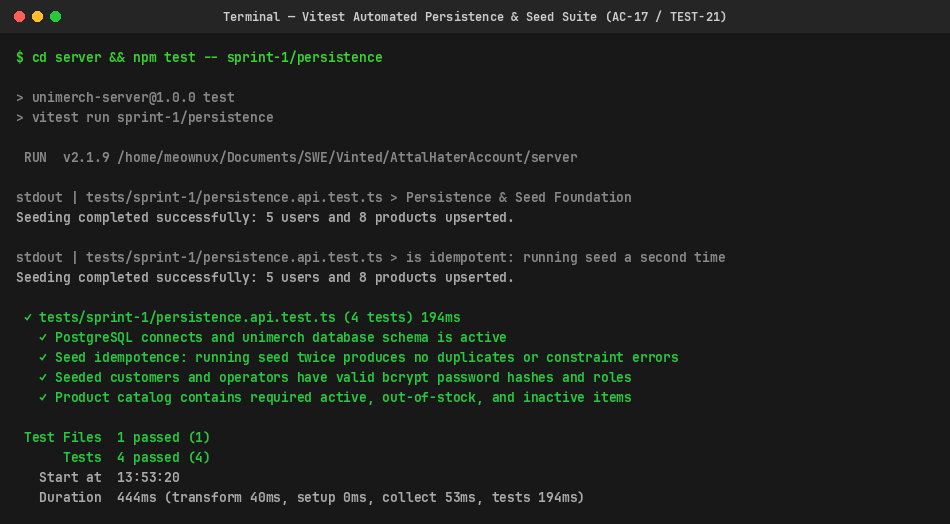 Terminal — Vitest Automated Persistence & Seed Suite (AC-17 / TEST-21)
$ cd server && npm test -- sprint-1/persistence
> unimerch-server@1.0.0 test
> vitest run sprint-1/persistence
RUN  v2.1.9 /home/meownux/Documents/SWE/Vinted/AttalHaterAccount/server
stdout | tests/sprint-1/persistence.api.test.ts > Persistence & Seed Foundation
Seeding completed successfully: 5 users and 8 products upserted.
stdout | tests/sprint-1/persistence.api.test.ts > is idempotent: running seed a second time
Seeding completed successfully: 5 users and 8 products upserted.
✓ tests/sprint-1/persistence.api.test.ts (4 tests) 194ms
✓ PostgreSQL connects and unimerch database schema is active
✓ Seed idempotence: running seed twice produces no duplicates or constraint errors
✓ Seeded customers and operators have valid bcrypt password hashes and roles
✓ Product catalog contains required active, out-of-stock, and inactive items
Test Files  1 passed (1)
Tests  4 passed (4)
Start at  13:53:20
Duration  444ms (transform 40ms, setup 0ms, collect 53ms, tests 194ms)